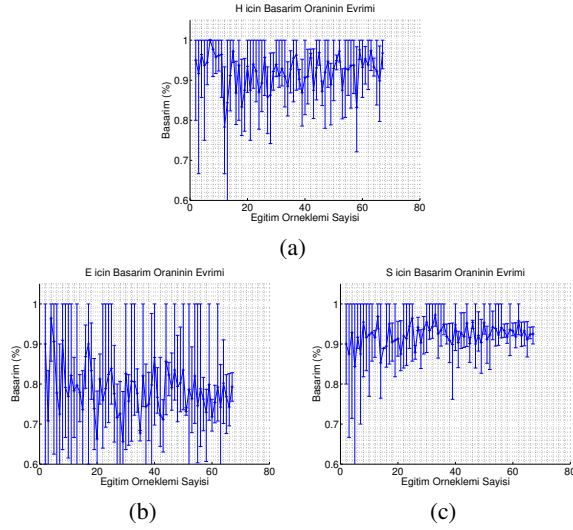 H icin Basarim Oraninin Evrimi
1
0.9
0.8
0.7
0.6
Basarim (%)
0 20 40 60 80
Egitim Orneklemi Sayisi
(a)
E icin Basarim Oraninin Evrimi
1
0.9
0.8
0.7
0.6
Basarim (%)
0 20 40 60 80
Egitim Orneklemi Sayisi
(b)
S icin Basarim Oraninin Evrimi
1
0.9
0.8
0.7
0.6
Basarim (%)
0 20 40 60 80
Egitim Orneklemi Sayisi
(c)